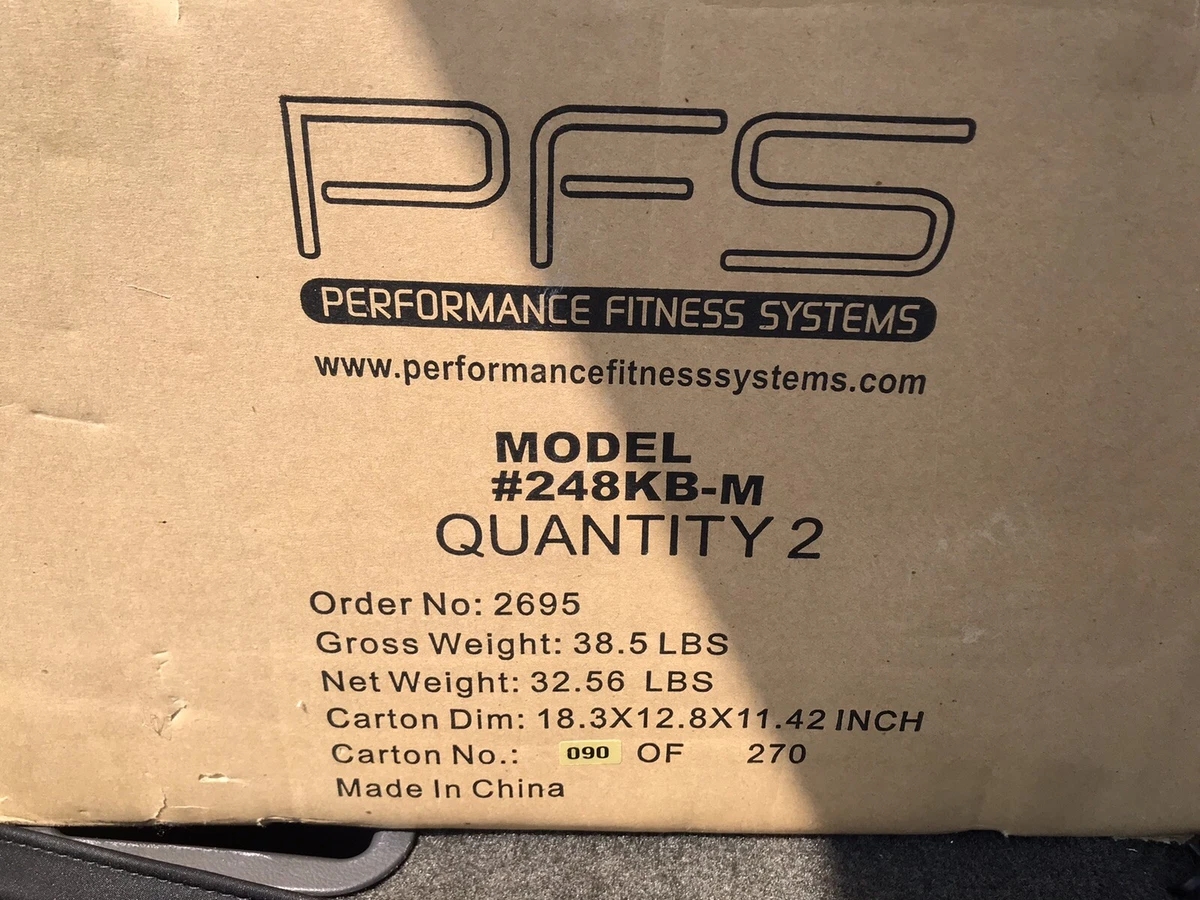 PFS
PERFORMANCE FITNESS SYSTEMS
www.performancefitnesssystems.com
MODEL
#248KB-M
QUANTITY 2
Order No: 2695
Gross Weight: 38.5 LBS
Net Weight: 32.56 LBS
Carton Dim: 18.3X12.8X11.42 INCH
Carton No.: 090 OF 270
Made In China